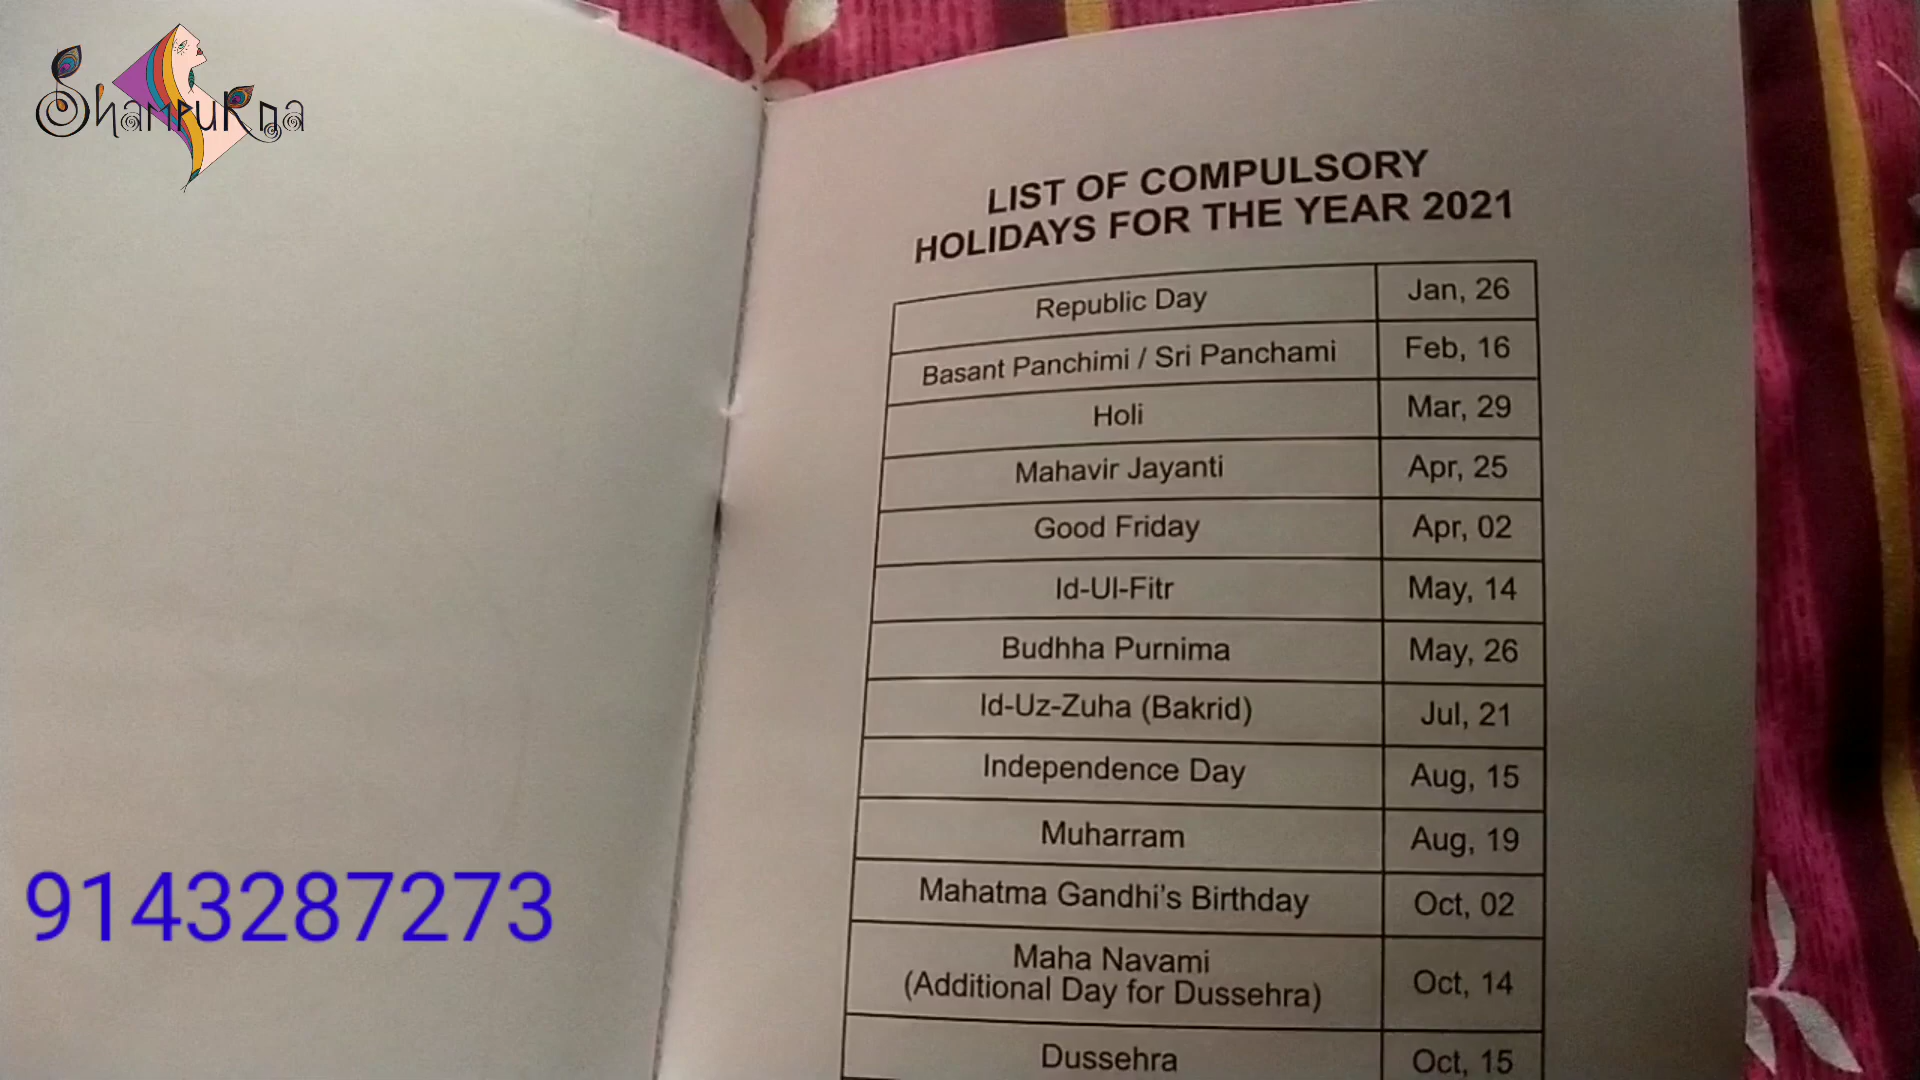 Shampurna
LIST OF COMPULSORY
HOLIDAYS FOR THE YEAR 2021
Republic Day Jan, 26
Basant Panchimi / Sri Panchami Feb, 16
Holi Mar, 29
Mahavir Jayanti Apr, 25
Good Friday Apr, 02
Id-Ul-Fitr May, 14
Budhha Purnima May, 26
Id-Uz-Zuha (Bakrid) Jul, 21
Independence Day Aug, 15
Muharram Aug, 19
Mahatma Gandhi's Birthday Oct, 02
Maha Navami
(Additional Day for Dussehra) Oct, 14
Dussehra Oct, 15
9143287273